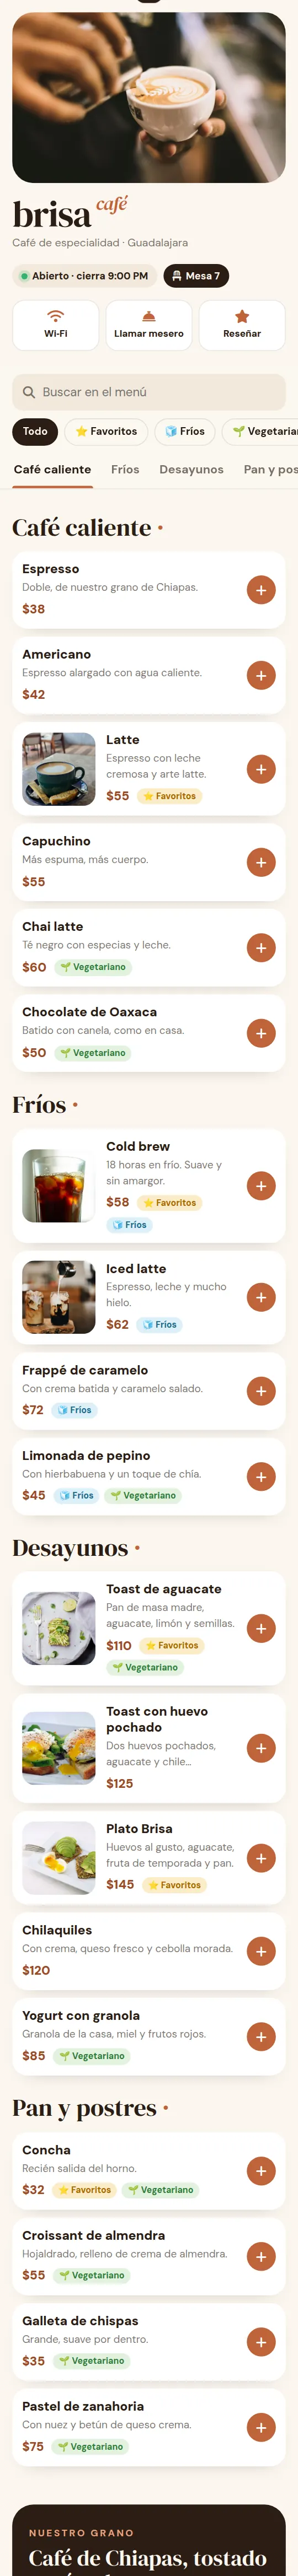 brisa café
Café de especialidad · Guadalajara
Abierto · cierra 9:00 PM
Mesa 7
Wi-Fi
Llamar mesero
Reseñar
Buscar en el menú
Todo
Favoritos
Fríos
Café caliente
Fríos
Desayunos
Café caliente
Espresso
Doble, de nuestro grano de Chiapas.
$38
Americano
Espresso alargado con agua caliente.
$42
Latte
Espresso con leche
cremosa y arte latte.
$55 Favoritos
Capuchino
Más espuma, más cuerpo.
$55
Chai latte
Té negro con especias y leche.
$60 Vegetariano
Chocolate de Oaxaca
Batido con canela, como en casa.
$50 Vegetariano
Fríos
Cold brew
18 horas en frío. Suave y
sin amargor.
$58 Favoritos
Fríos
Iced latte
Espresso, leche y mucho
hielo.
$62 Fríos
Frappé de caramelo
Con crema batida y caramelo salado.
$72 Fríos
Limonada de pepino
Con hierbabuena y un toque de chía.
$45 Fríos Vegetariano
Desayunos
Toast de aguacate
Pan de masa madre,
aguacate, limón y semillas.
$110 Favoritos
Vegetariano
Toast con huevo
pochado
Dos huevos pochados,
aguacate y chile...
$125
Plato Brisa
Huevos al gusto, aguacate,
fruta de temporada y pan.
$145 Favoritos
Chilaquiles
Con crema, queso fresco y cebolla morada.
$120
Yogurt con granola
Granola de la casa, miel y frutos rojos.
$85 Vegetariano
Pan y postres
Concha
Recién salida del horno.
$32 Favoritos Vegetariano
Croissant de almendra
Hojaldrado, relleno de crema de almendra.
$55 Vegetariano
Galleta de chispas
Grande, suave por dentro.
$35 Vegetariano
Pastel de zanahoria
Con nuez y betún de queso crema.
$75 Vegetariano
NUESTRO GRANO
Café de Chiapas, tostado